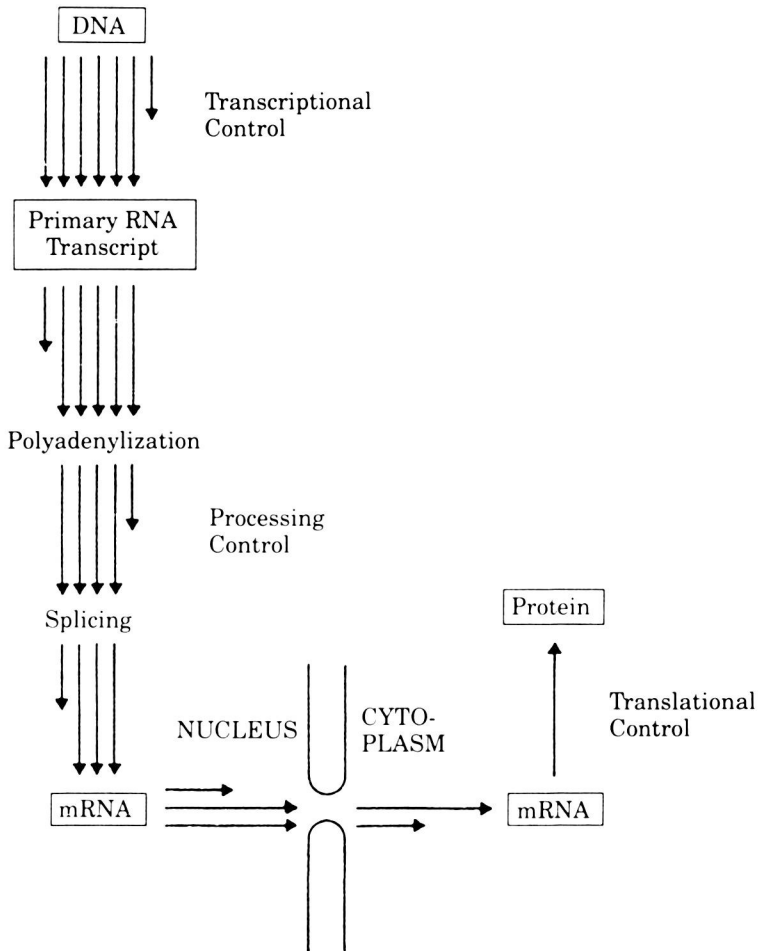 DNA
Transcriptional
Control
Primary RNA
Transcript
Polyadenylization
Processing
Control
Splicing
Protein
NUCLEUS
CYTO-
PLASM
Translational
Control
mRNA
mRNA